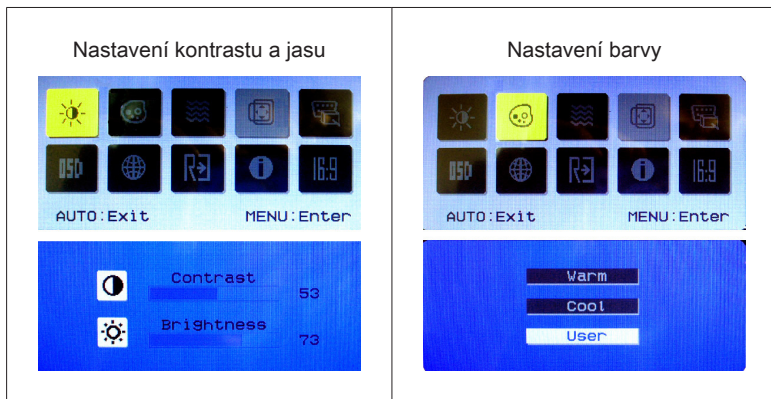 Nastavení kontrastu a jasu
OSD
i
16:9
AUTO:Exit MENU:Enter
Contrast
53
Brightness
73
Nastavení barvy
OSD
i
16:9
AUTO:Exit MENU:Enter
Warm
Cool
User